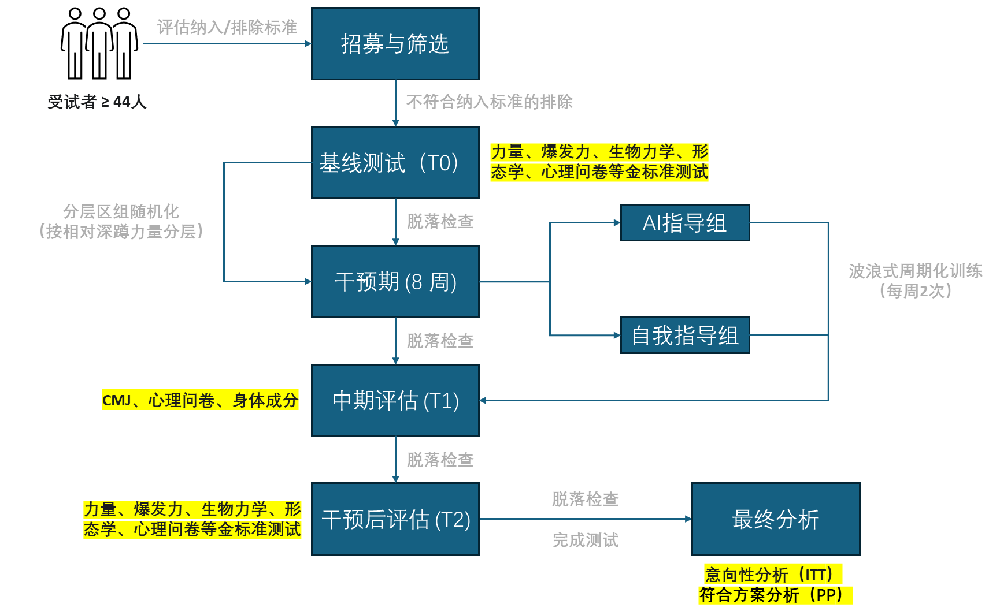 评估纳入/排除标准
招募与筛选
受试者 ≥ 44人
不符合纳入标准的排除
基线测试（T0）
力量、爆发力、生物力学、形
态学、心理问卷等金标准测试
分层区组随机化
（按相对深蹲力量分层）
脱落检查
AI指导组
干预期 (8 周)
波浪式周期化训练
（每周2次）
自我指导组
脱落检查
CMJ、心理问卷、身体成分
中期评估 (T1)
脱落检查
力量、爆发力、生物力学、形
态学、心理问卷等金标准测试
干预后评估 (T2)
脱落检查
完成测试
最终分析
意向性分析（ITT）
符合方案分析（PP）